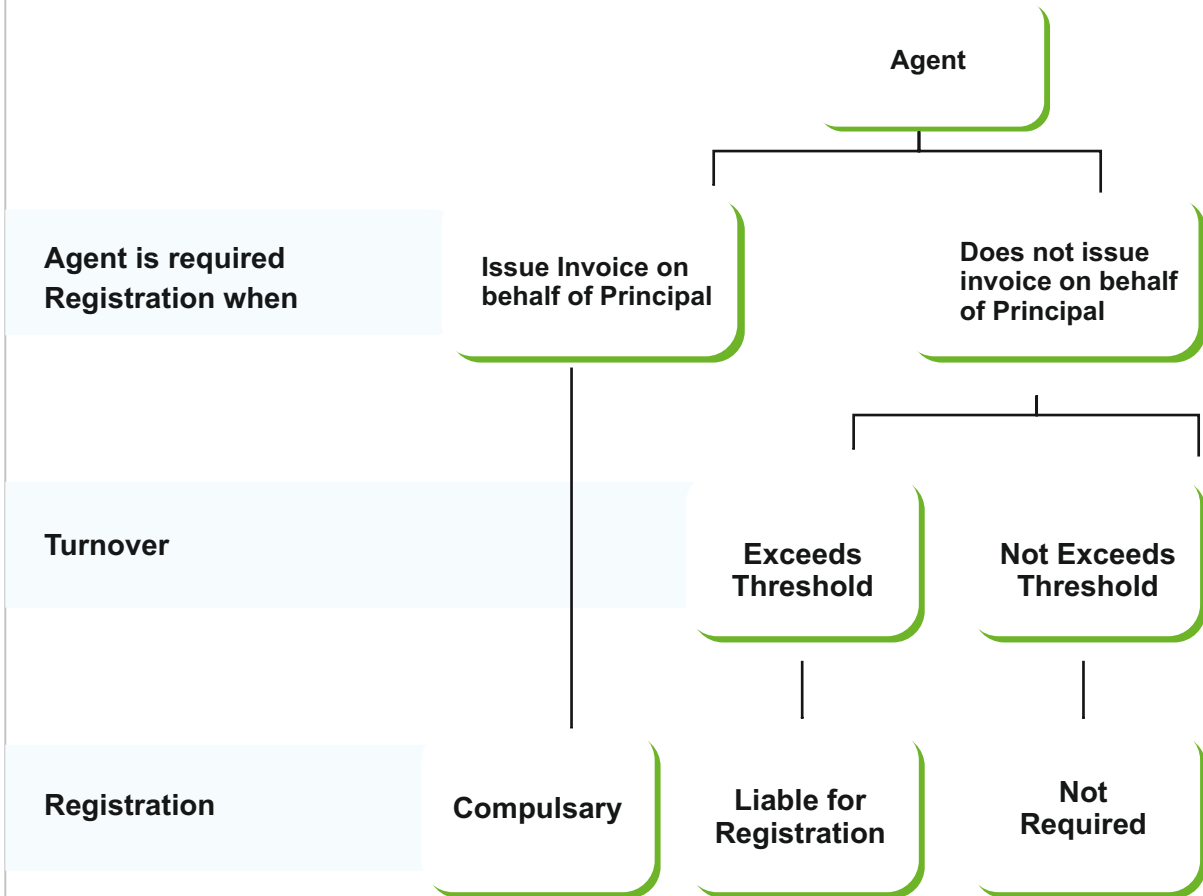 Agent
Agent is required
Registration when
Issue Invoice on
behalf of Principal
Does not issue
invoice on behalf
of Principal
Turnover
Exceeds
Threshold
Not Exceeds
Threshold
Registration
Compulsary
Liable for
Registration
Not
Required